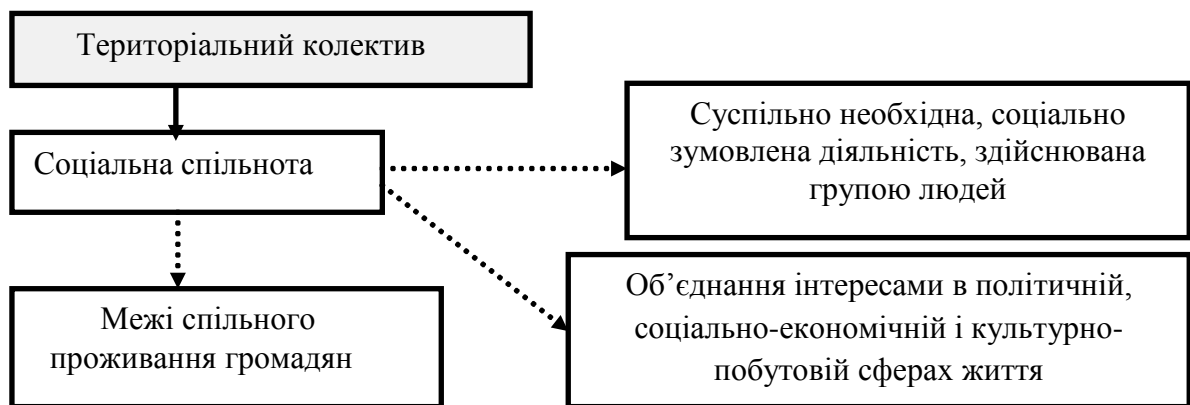 Територіальний колектив
Соціальна спільнота
Суспільно необхідна, соціально
зумовлена діяльність, здійснювана
групою людей
Межі спільного
проживання громадян
Об’єднання інтересами в політичній,
соціально-економічній і культурно-
побутовій сферах життя